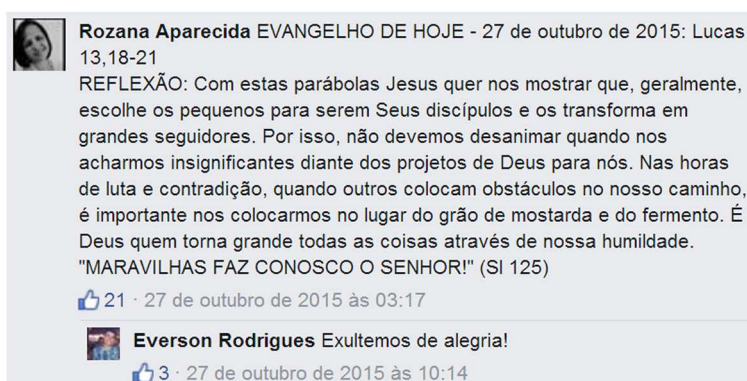 Rozana Aparecida EVANGELHO DE HOJE - 27 de outubro de 2015: Lucas
13,18-21
REFLEXÃO: Com estas parábolas Jesus quer nos mostrar que, geralmente,
escolhe os pequenos para serem Seus discípulos e os transforma em
grandes seguidores. Por isso, não devemos desanimar quando nos
acharmos insignificantes diante dos projetos de Deus para nós. Nas horas
de luta e contradição, quando outros colocam obstáculos no nosso caminho,
é importante nos colocarmos no lugar do grão de mostarda e do fermento. É
Deus quem torna grande todas as coisas através de nossa humildade.
"MARAVILHAS FAZ CONOSCO O SENHOR!" (Sl 125)
21 · 27 de outubro de 2015 às 03:17
Everson Rodrigues Exultemos de alegria!
3 · 27 de outubro de 2015 às 10:14